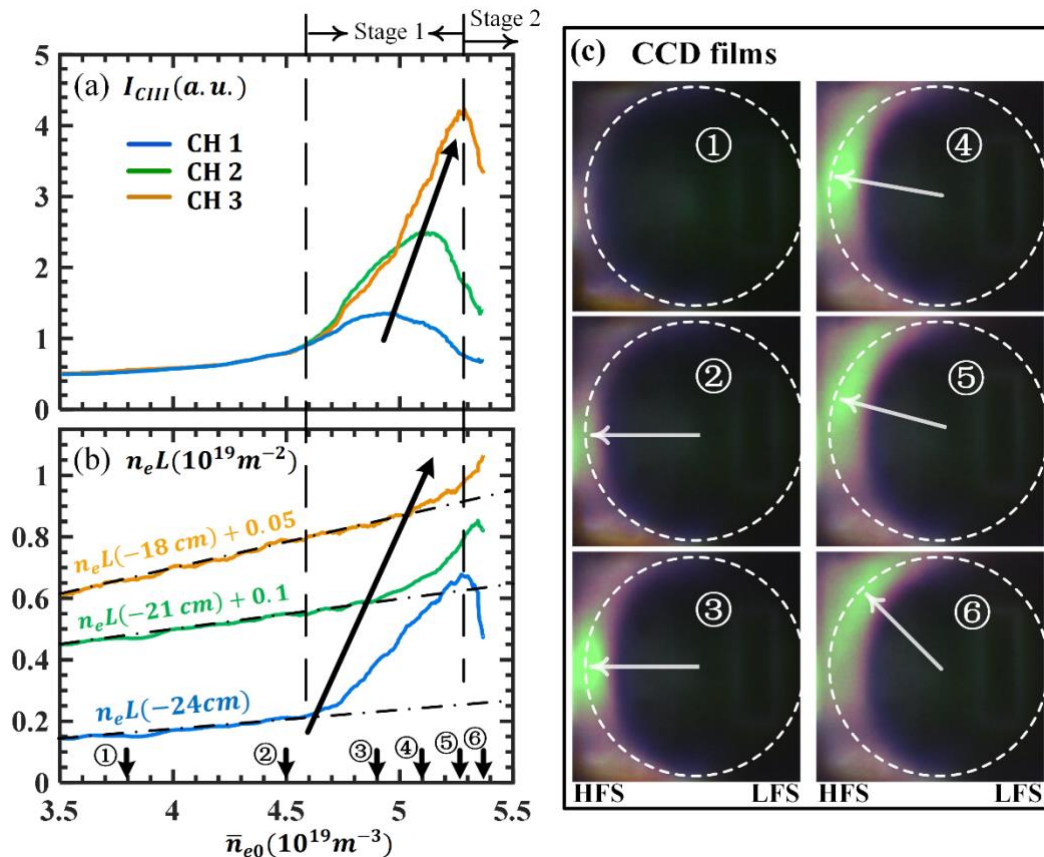 Stage 1
Stage 2
(a) I_CIII(a.u.)
CH 1
CH 2
CH 3
5
4
3
2
1
0
(b) n_eL(10^19 m^-2)
n_eL(-18 cm) + 0.05
n_eL(-21 cm) + 0.1
n_eL(-24cm)
1
0.8
0.6
0.4
0.2
0
① ② ③ ④ ⑤ ⑥
3.5 4 4.5 5 5.5
n̅_e0(10^19 m^-3)
(c) CCD films
① ④
② ⑤
③ ⑥
HFS LFS HFS LFS